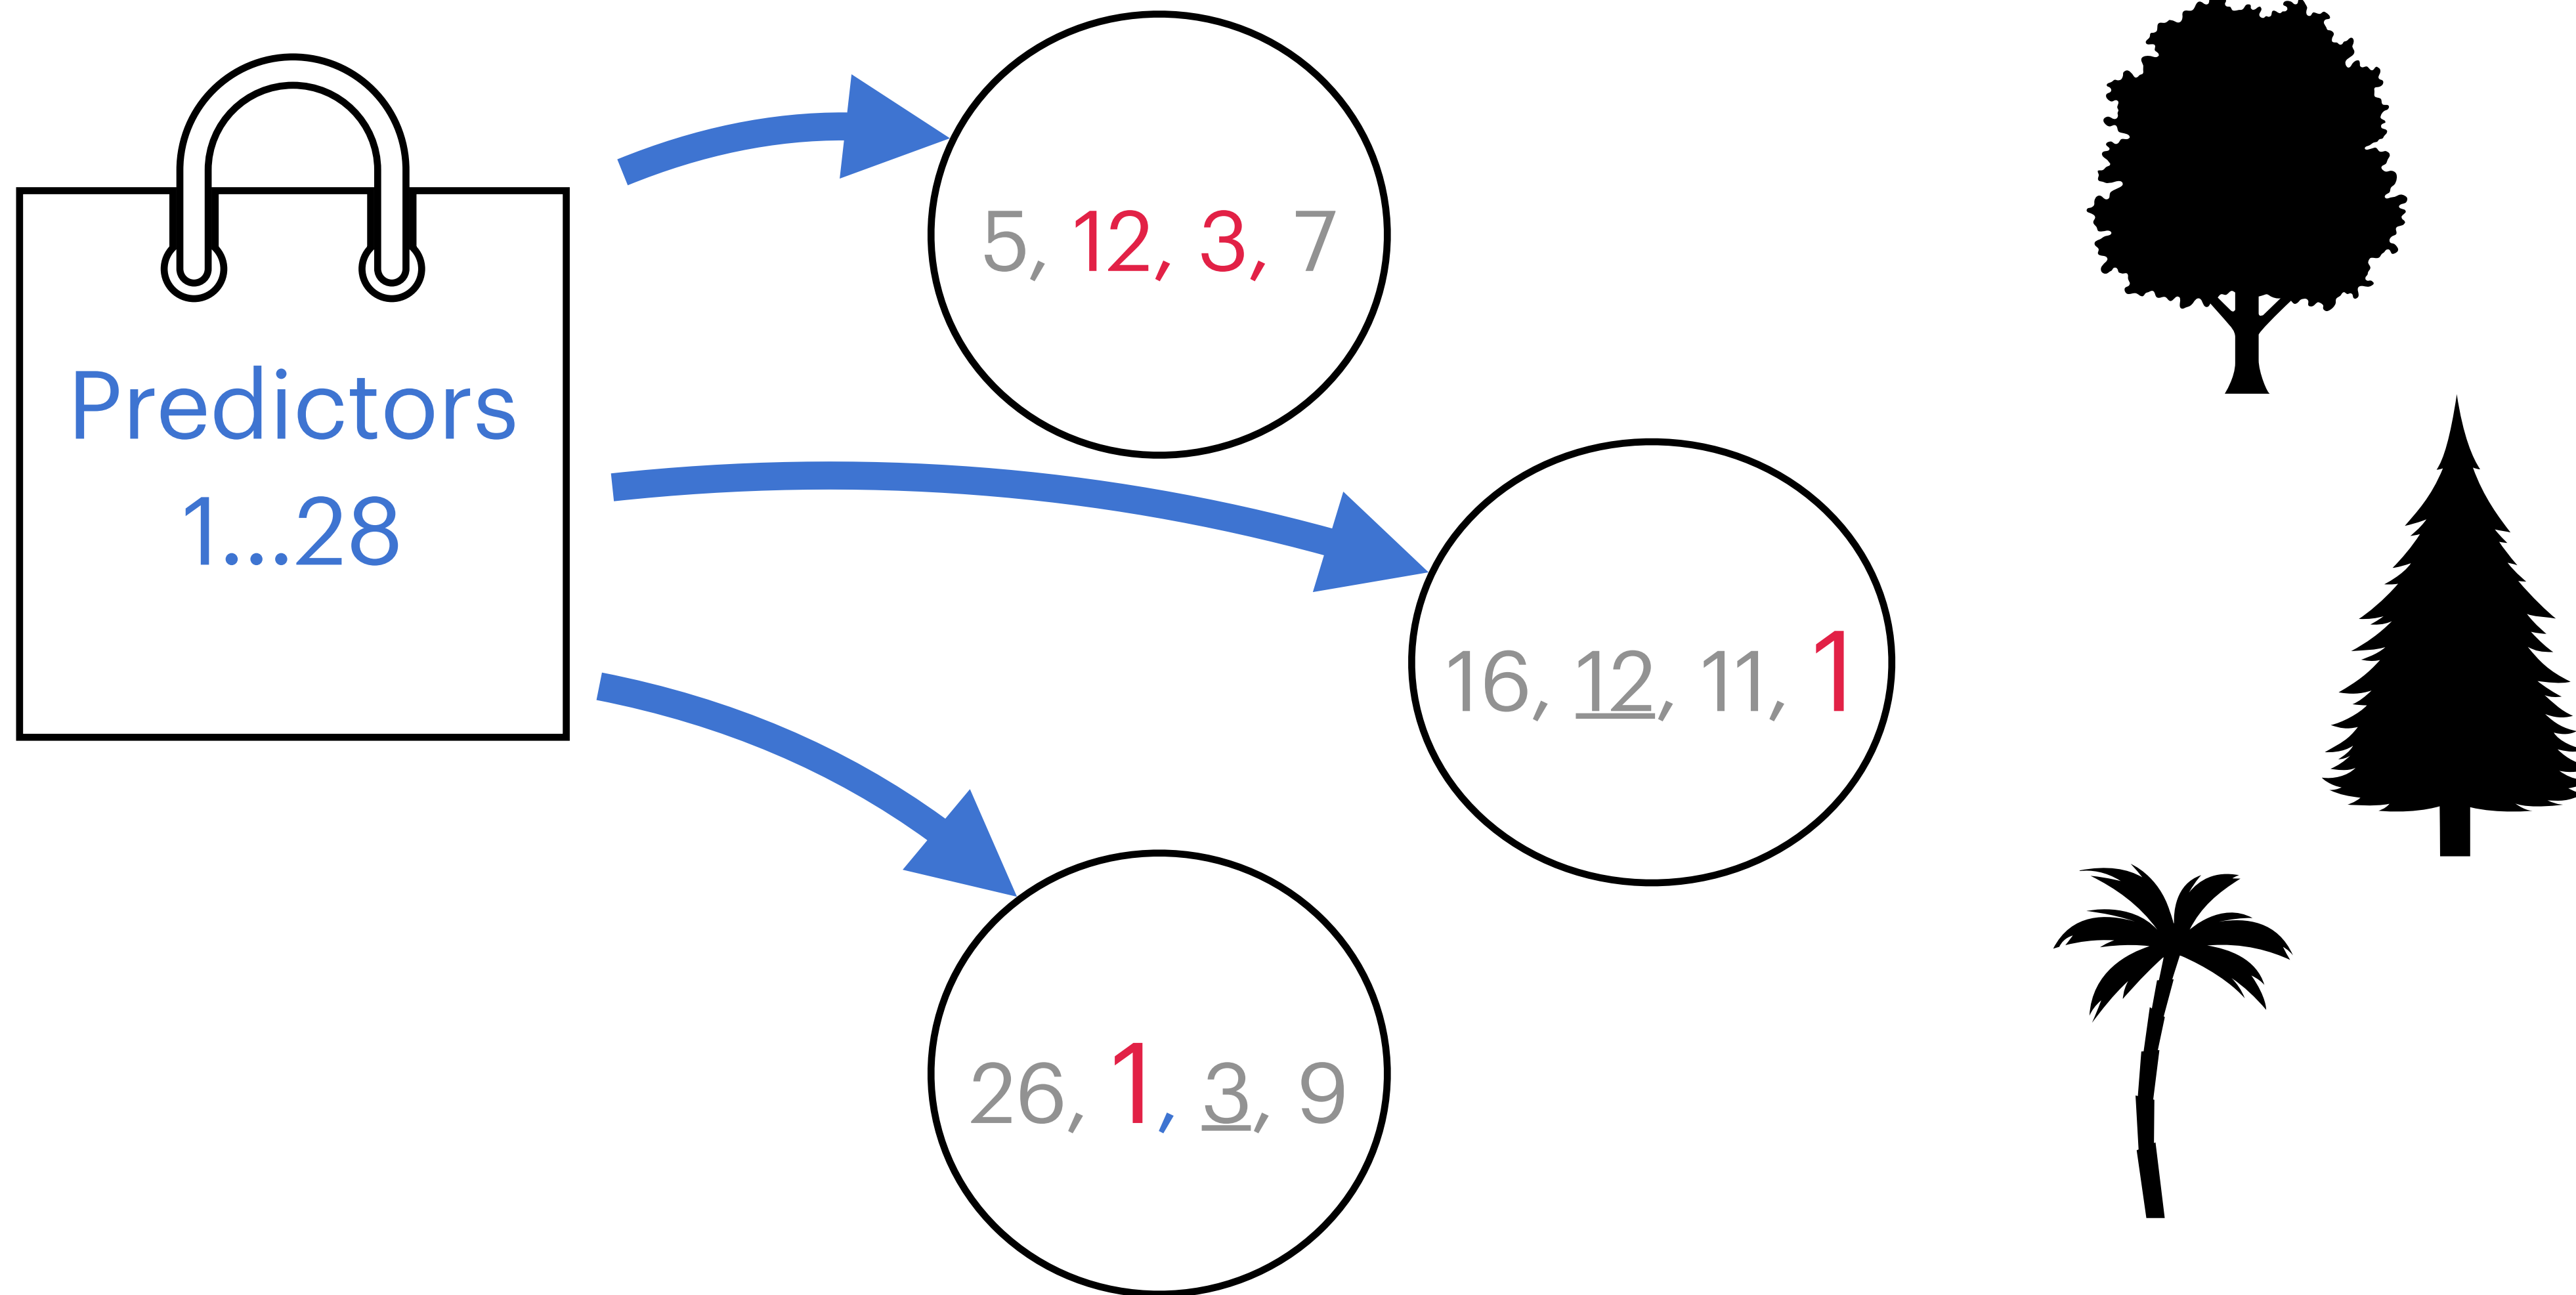 Predictors
1...28
5, 12, 3, 7
16, 12, 11, 1
26, 1, 3, 9